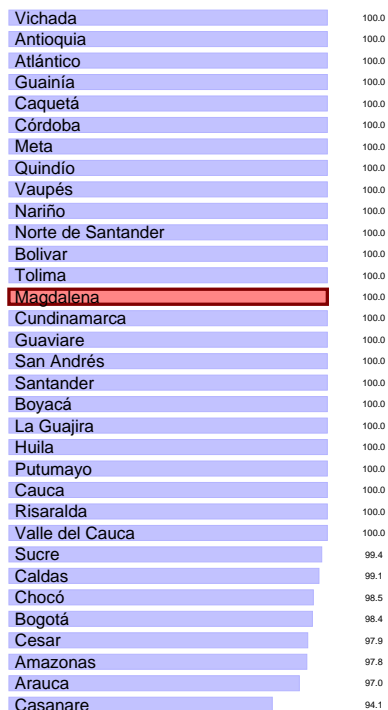 Vichada 100.0
Antioquia 100.0
Atlántico 100.0
Guainía 100.0
Caquetá 100.0
Córdoba 100.0
Meta 100.0
Quindío 100.0
Vaupés 100.0
Nariño 100.0
Norte de Santander 100.0
Bolivar 100.0
Tolima 100.0
Magdalena 100.0
Cundinamarca 100.0
Guaviare 100.0
San Andrés 100.0
Santander 100.0
Boyacá 100.0
La Guajira 100.0
Huila 100.0
Putumayo 100.0
Cauca 100.0
Risaralda 100.0
Valle del Cauca 100.0
Sucre 99.4
Caldas 99.1
Chocó 98.5
Bogotá 98.4
Cesar 97.9
Amazonas 97.8
Arauca 97.0
Casanare 94.1